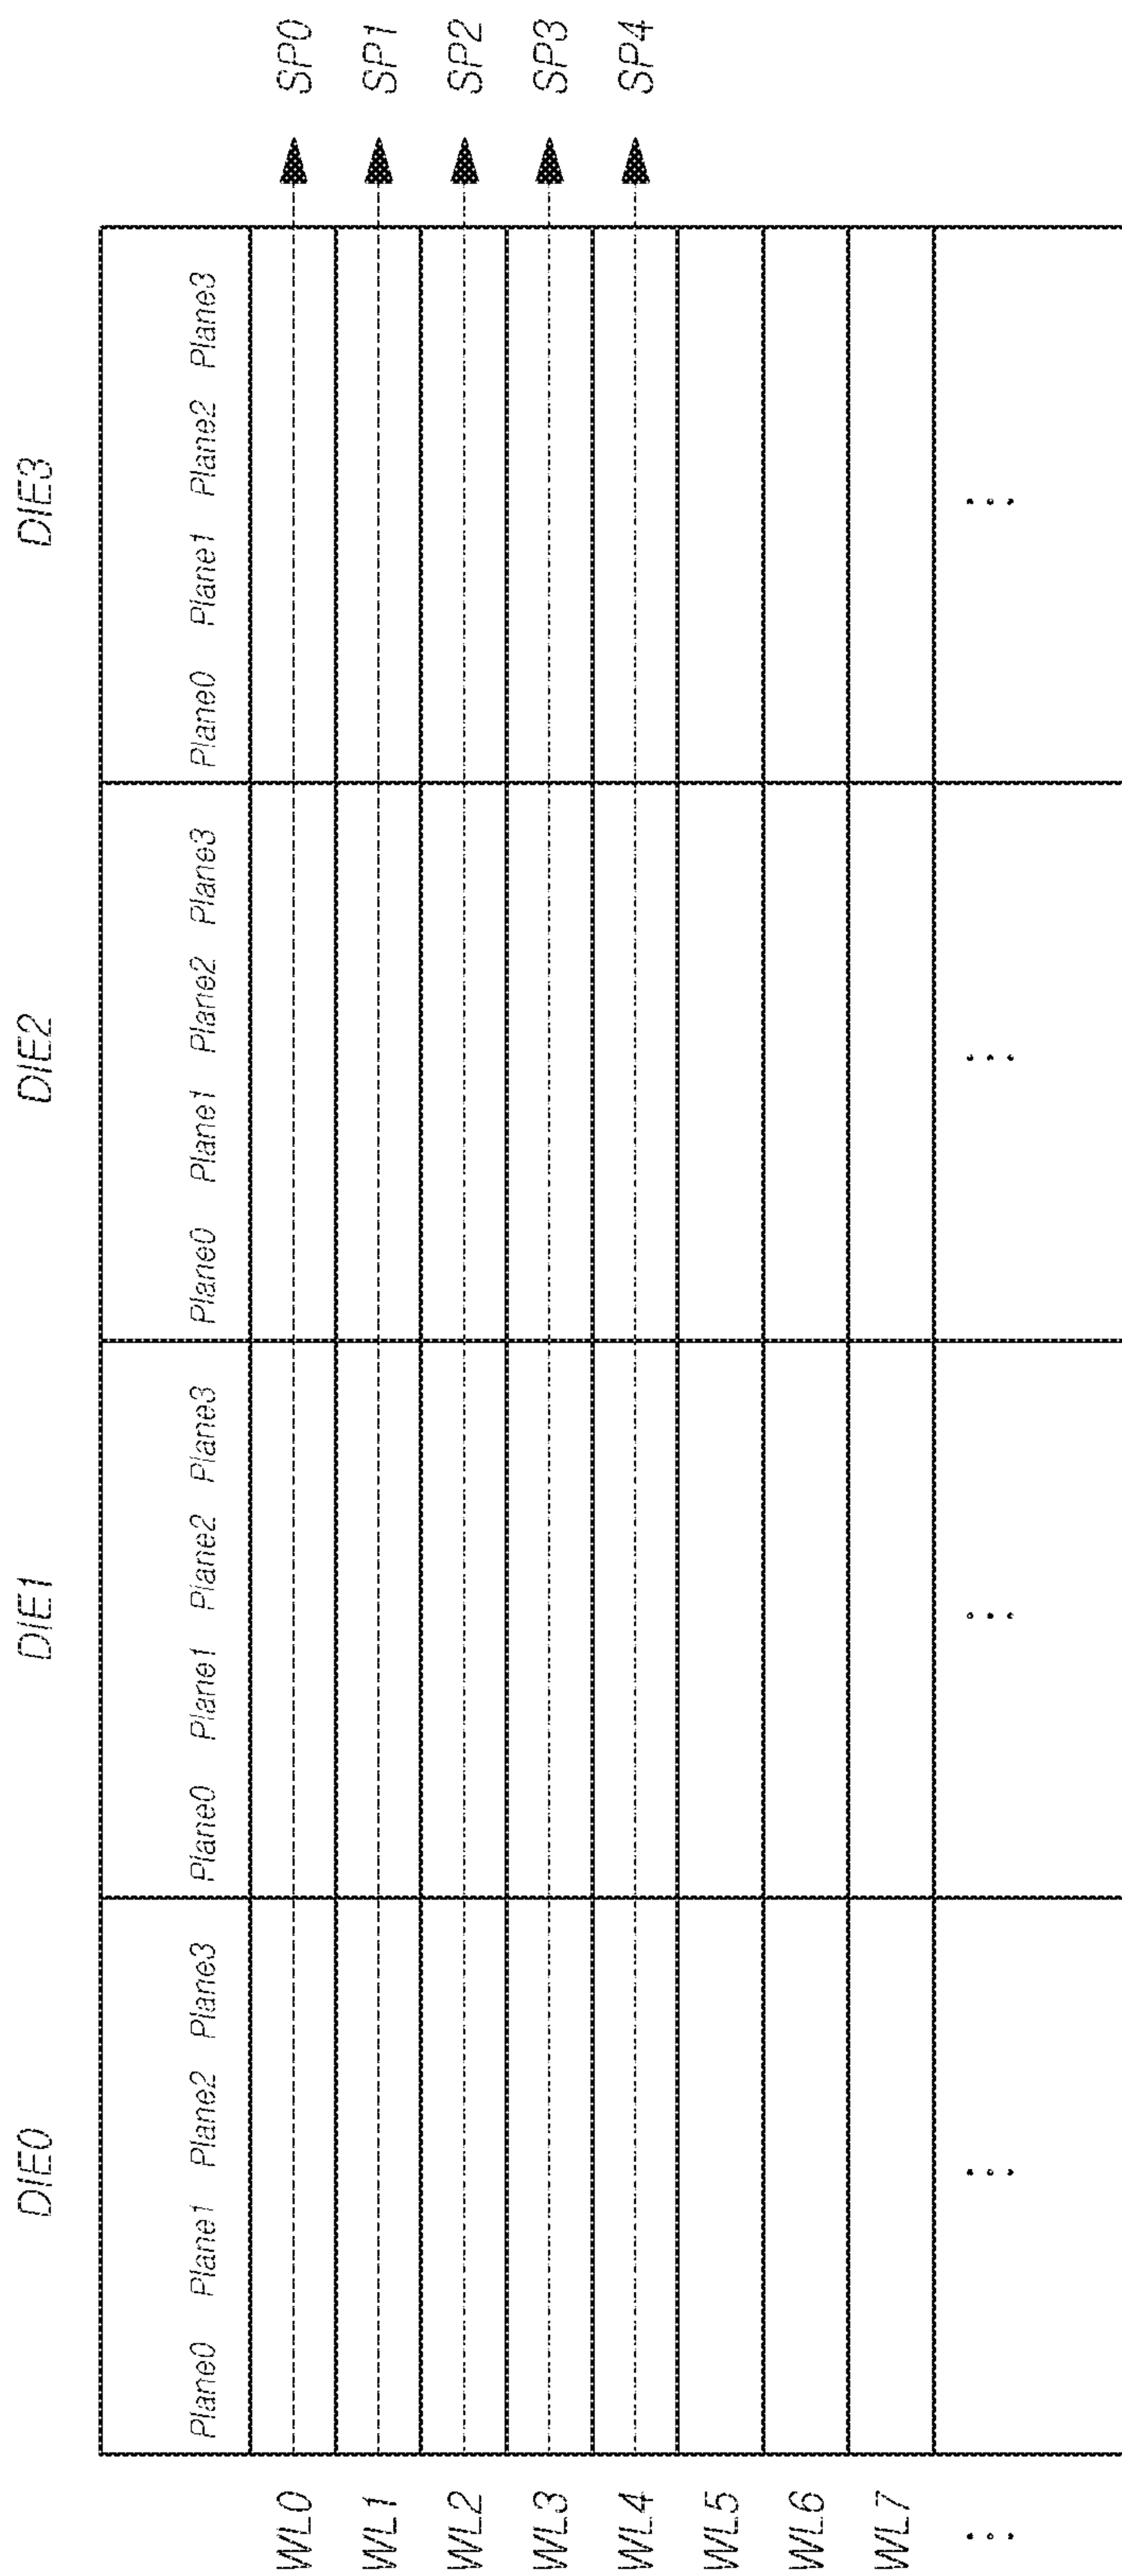 DIE0 DIE1 DIE2 DIE3
Plane0 Plane1 Plane2 Plane3 Plane0 Plane1 Plane2 Plane3 Plane0 Plane1 Plane2 Plane3 Plane0 Plane1 Plane2 Plane3
WL0 SP0
WL1 SP1
WL2 SP2
WL3 SP3
WL4 SP4
WL5
WL6
WL7
... ... ... ... ...